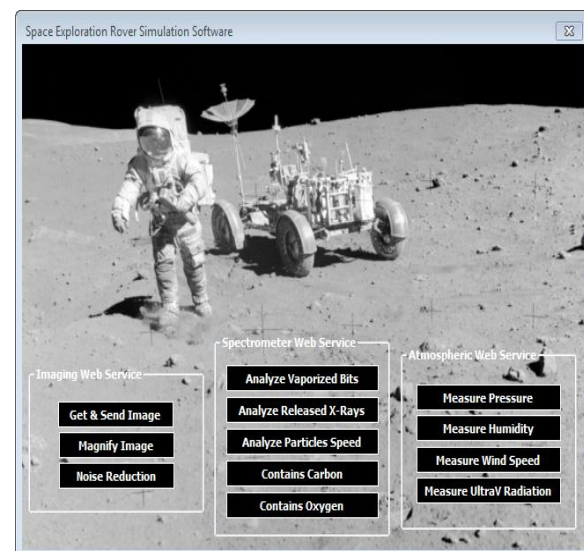 Space Exploration Rover Simulation Software
Imaging Web Service
Get & Send Image
Magnify Image
Noise Reduction
Spectrometer Web Service
Analyze Vaporized Bits
Analyze Released X-Rays
Analyze Particles Speed
Contains Carbon
Contains Oxygen
Atmospheric Web Service
Measure Pressure
Measure Humidity
Measure Wind Speed
Measure UltraV Radiation